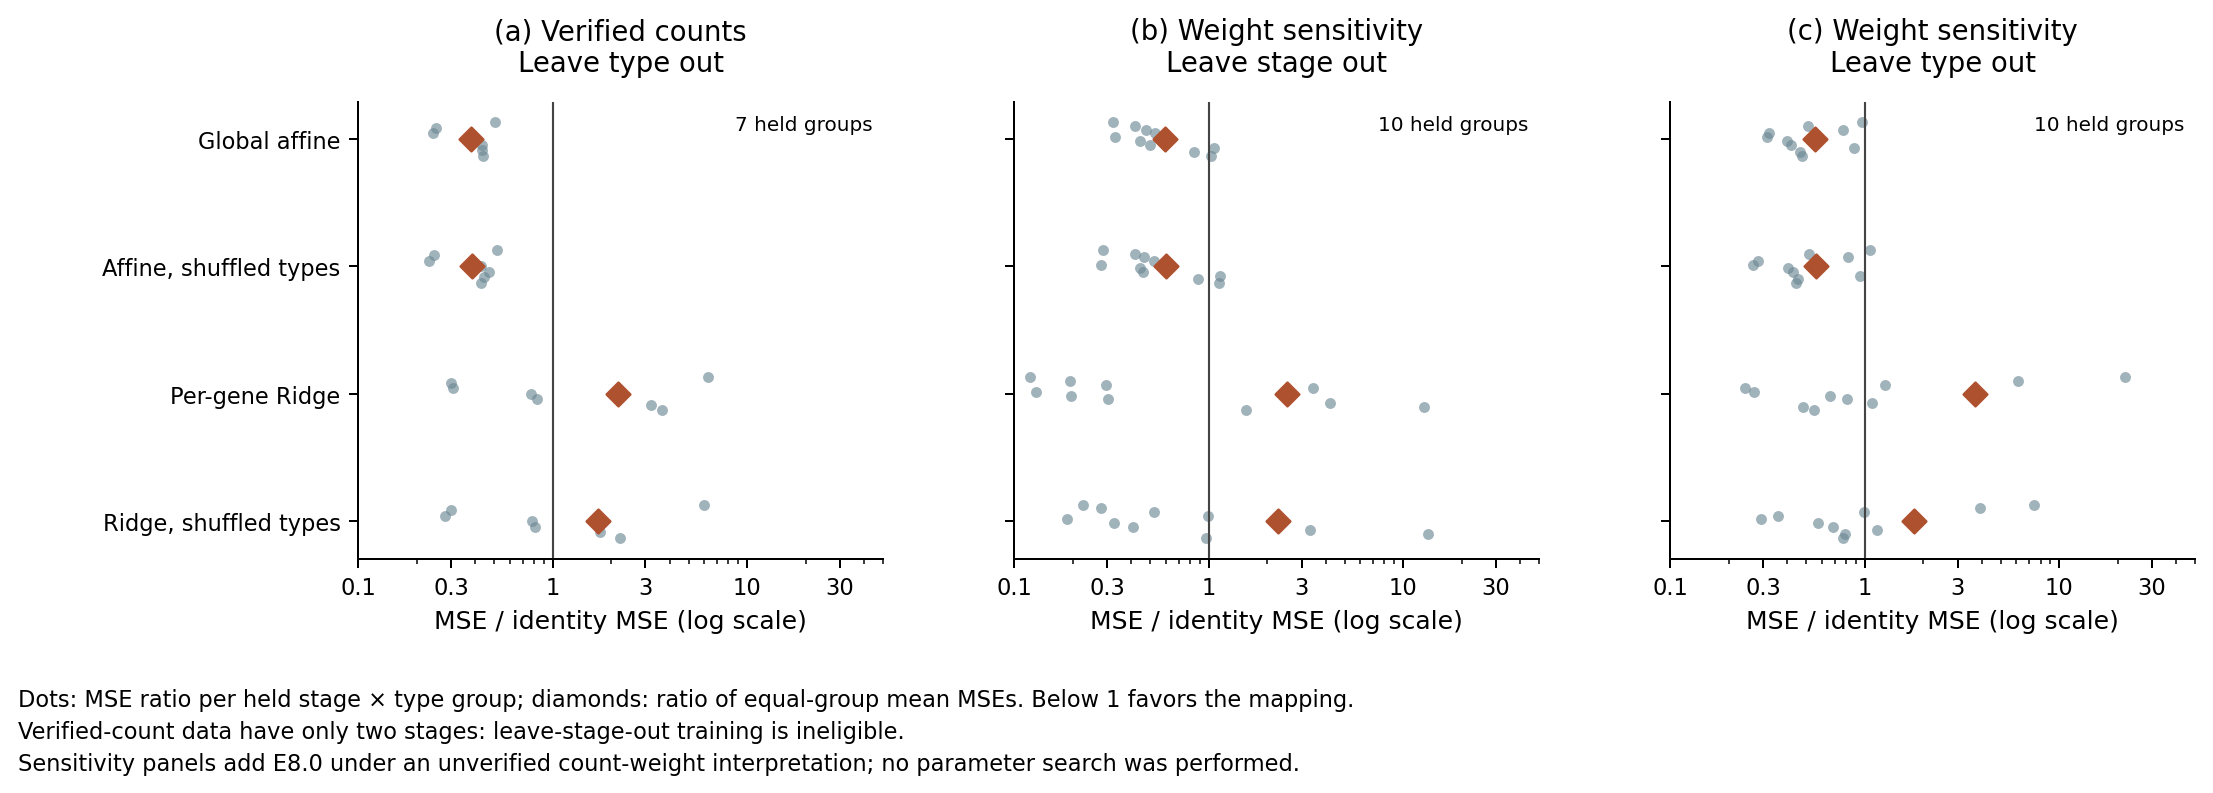 (a) Verified counts
Leave type out
(b) Weight sensitivity
Leave stage out
(c) Weight sensitivity
Leave type out
7 held groups
10 held groups
10 held groups
Global affine
Affine, shuffled types
Per-gene Ridge
Ridge, shuffled types
0.1 0.3 1 3 10 30
0.1 0.3 1 3 10 30
0.1 0.3 1 3 10 30
MSE / identity MSE (log scale)
MSE / identity MSE (log scale)
MSE / identity MSE (log scale)
Dots: MSE ratio per held stage × type group; diamonds: ratio of equal-group mean MSEs. Below 1 favors the mapping.
Verified-count data have only two stages: leave-stage-out training is ineligible.
Sensitivity panels add E8.0 under an unverified count-weight interpretation; no parameter search was performed.